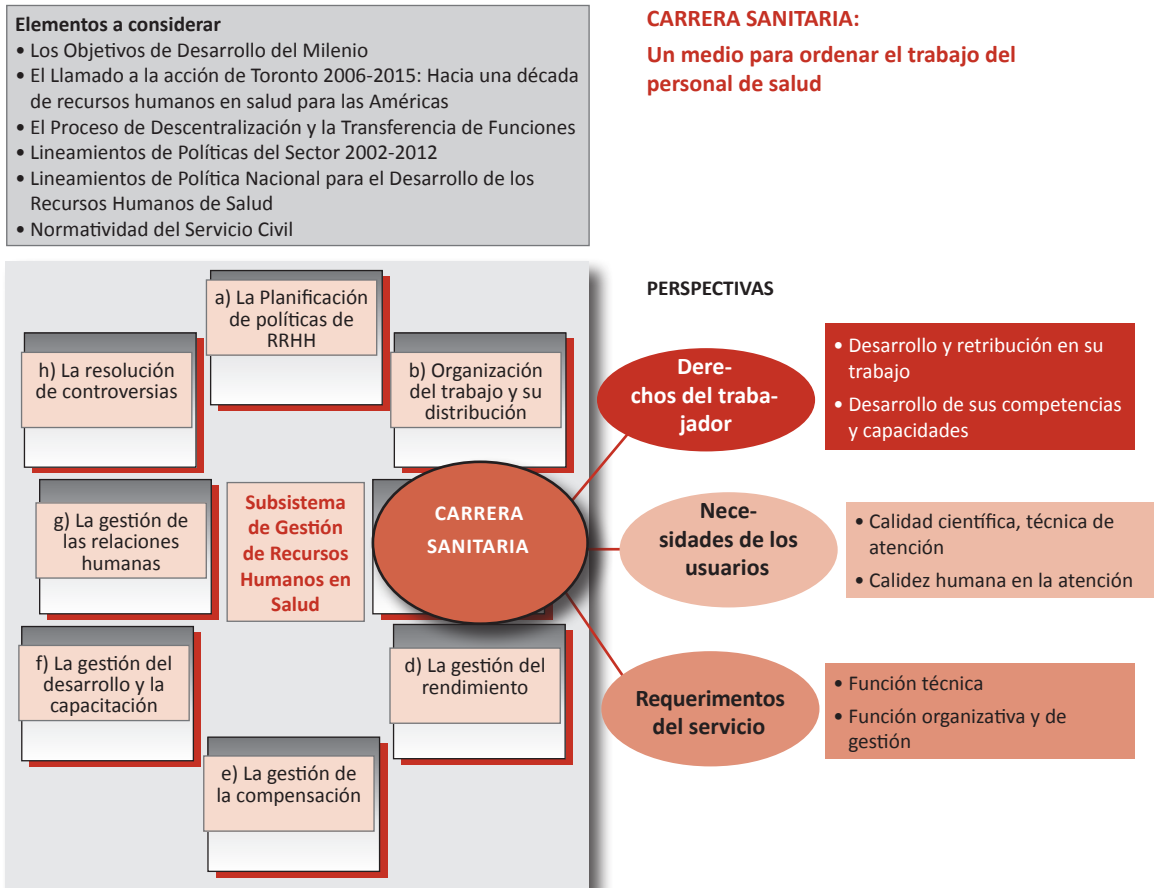 Elementos a considerar
• Los Objetivos de Desarrollo del Milenio
• El Llamado a la acción de Toronto 2006-2015: Hacia una década
de recursos humanos en salud para las Américas
• El Proceso de Descentralización y la Transferencia de Funciones
• Lineamientos de Políticas del Sector 2002-2012
• Lineamientos de Política Nacional para el Desarrollo de los
Recursos Humanos de Salud
• Normatividad del Servicio Civil
CARRERA SANITARIA:
Un medio para ordenar el trabajo del
personal de salud
a) La Planificación
de políticas de
RRHH
h) La resolución
de controversias
b) Organización
del trabajo y su
distribución
g) La gestión de
las relaciones
humanas
Subsistema
de Gestión
de Recursos
Humanos en
Salud
CARRERA
SANITARIA
f) La gestión del
desarrollo y la
capacitación
d) La gestión del
rendimiento
e) La gestión de
la compensación
PERSPECTIVAS
Dere-
chos del traba-
jador
• Desarrollo y retribución en su
trabajo
• Desarrollo de sus competencias
y capacidades
Nece-
sidades de los
usuarios
• Calidad científica, técnica de
atención
• Calidez humana en la atención
Requerimentos
del servicio
• Función técnica
• Función organizativa y de
gestión